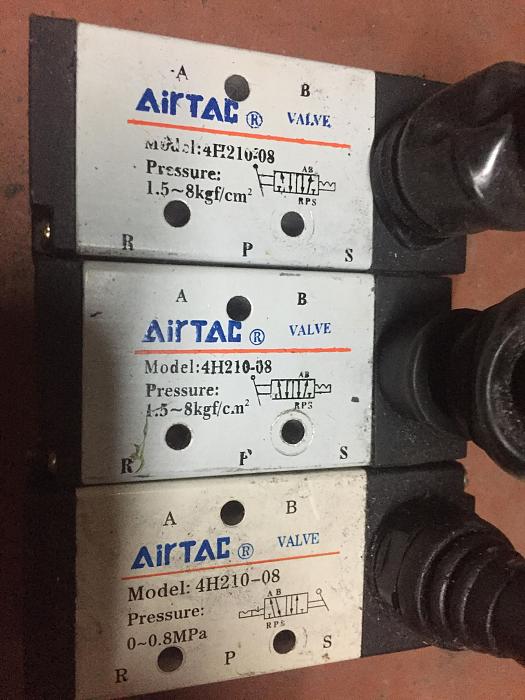 A B
AirTAC ® VALVE
Model:4H210-08
Pressure:
1.5~8kgf/cm²
AB
RPS
R P S
A B
AirTAC ® VALVE
Model:4H210-08
Pressure:
1.5~8kgf/cm²
AB
RPS
R P S
A B
AirTAC ® VALVE
Model: 4H210-08
Pressure:
0~0.8MPa
AB
RPS
R P S